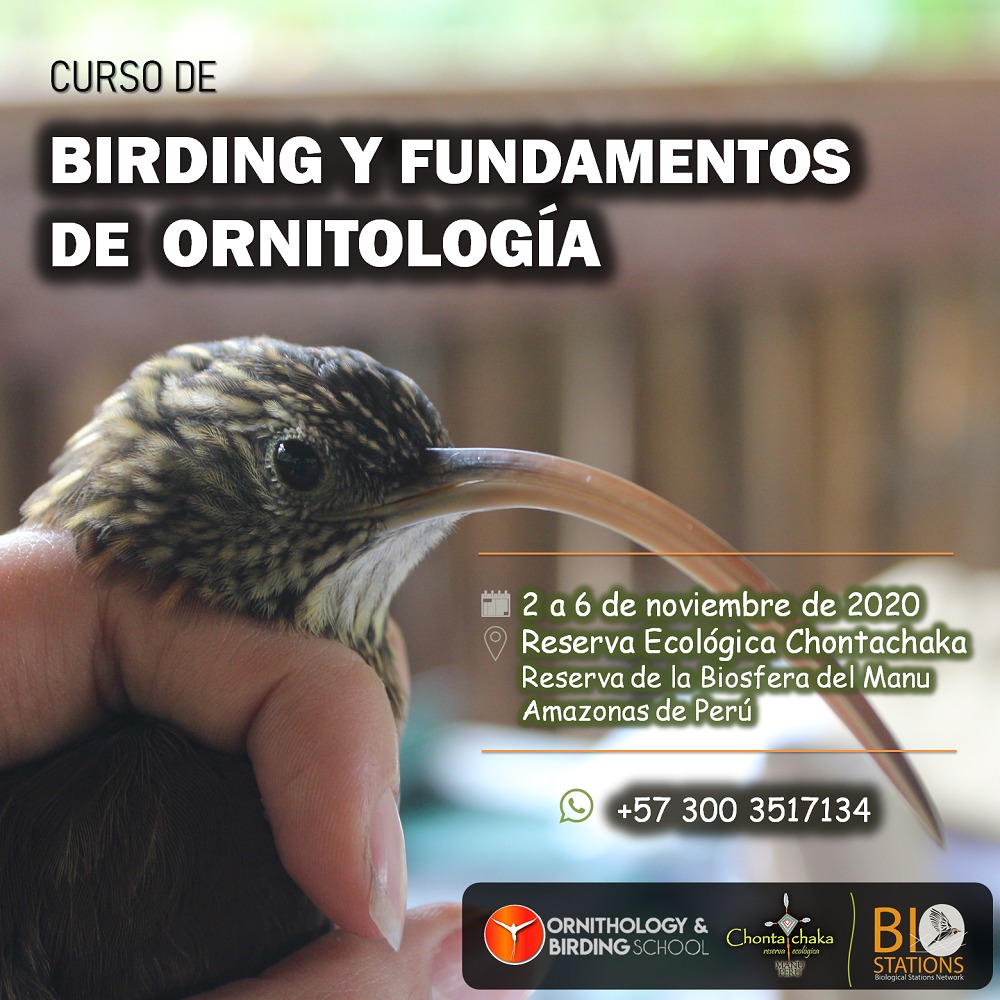 CURSO DE
BIRDING Y FUNDAMENTOS
DE ORNITOLOGÍA
2 a 6 de noviembre de 2020
Reserva Ecológica Chontachaka
Reserva de la Biosfera del Manu
Amazonas de Perú
+57 300 3517134
ORNITHOLOGY &
BIRDING SCHOOL
Chontachaka
reserva ecológica
MANU
PERÚ
BIO
STATIONS
Biological Stations Network